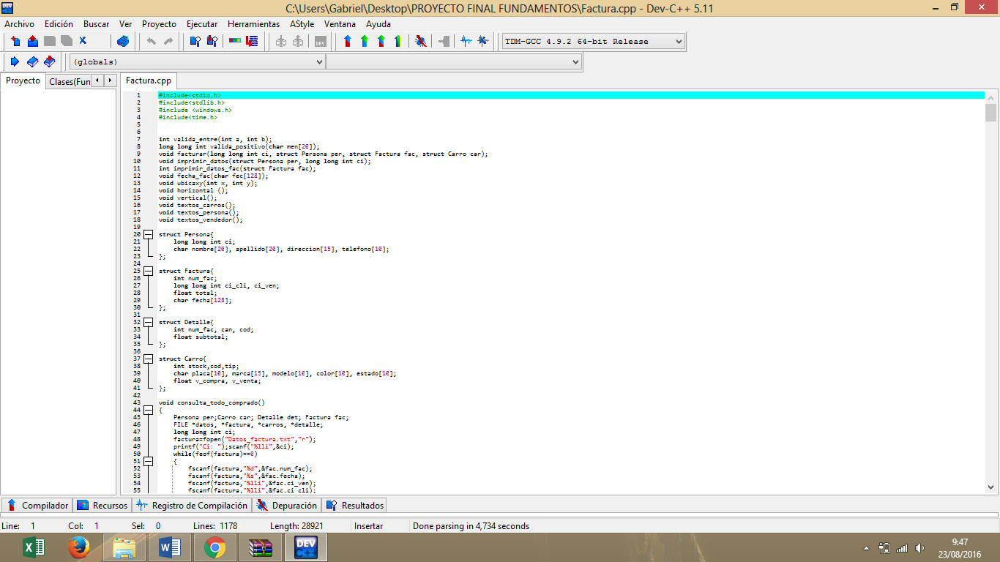 C:\Users\Gabriel\Desktop\PROYECTO FINAL FUNDAMENTOS\Factura.cpp - Dev-C++ 5.11
Archivo Edición Buscar Ver Proyecto Ejecutar Herramientas AStyle Ventana Ayuda
TDM-GCC 4.9.2 64-bit Release
(globals)
Proyecto Clases(Fun Factura.cpp
1 #include<stdio.h>
2 #include<stdlib.h>
3 #include <windows.h>
4 #include<time.h>
5
6
7 int valida_entre(int a, int b);
8 long long int valida_positivo(char men[20]);
9 void facturar(long long int ci, struct Persona per, struct Factura fac, struct Carro car);
10 void imprimir_datos(struct Persona per, long long int ci);
11 int imprimir_datos_fac(struct Factura fac);
12 void fecha_fac(char fec[128]);
13 void ubicaxy(int x, int y);
14 void horizontal ();
15 void vertical();
16 void textos_carros();
17 void textos_persona();
18 void textos_vendedor();
19
20 struct Persona{
21 long long int ci;
22 char nombre[20], apellido[20], direccion[15], telefono[10];
23 };
24
25 struct Factura{
26 int num_fac;
27 long long int ci_cli, ci_ven;
28 float total;
29 char fecha[128];
30 };
31
32 struct Detalle{
33 int num_fac, can, cod;
34 float subtotal;
35 };
36
37 struct Carro{
38 int stock,cod,tip;
39 char placa[10], marca[15], modelo[10], color[10], estado[10];
40 float v_compra, v_venta;
41 };
42
43 void consulta_todo_comprado()
44 {
45 Persona per;Carro car; Detalle det; Factura fac;
46 FILE *datos, *factura, *carros, *detalle;
47 long long int ci;
48 factura=fopen("Datos_factura.txt","r");
49 printf("Ci: ");scanf("%lli",&ci);
50 while(feof(factura)==0)
51 {
52 fscanf(factura,"%d",&fac.num_fac);
53 fscanf(factura,"%s",&fac.fecha);
54 fscanf(factura,"%lli",&fac.ci_ven);
55 fscanf(factura,"%lli",&fac.ci_cli);
Compilador Recursos Registro de Compilación Depuración Resultados
Line: 1 Col: 1 Sel: 0 Lines: 1178 Length: 28921 Insertar Done parsing in 4,734 seconds
9:47
23/08/2016